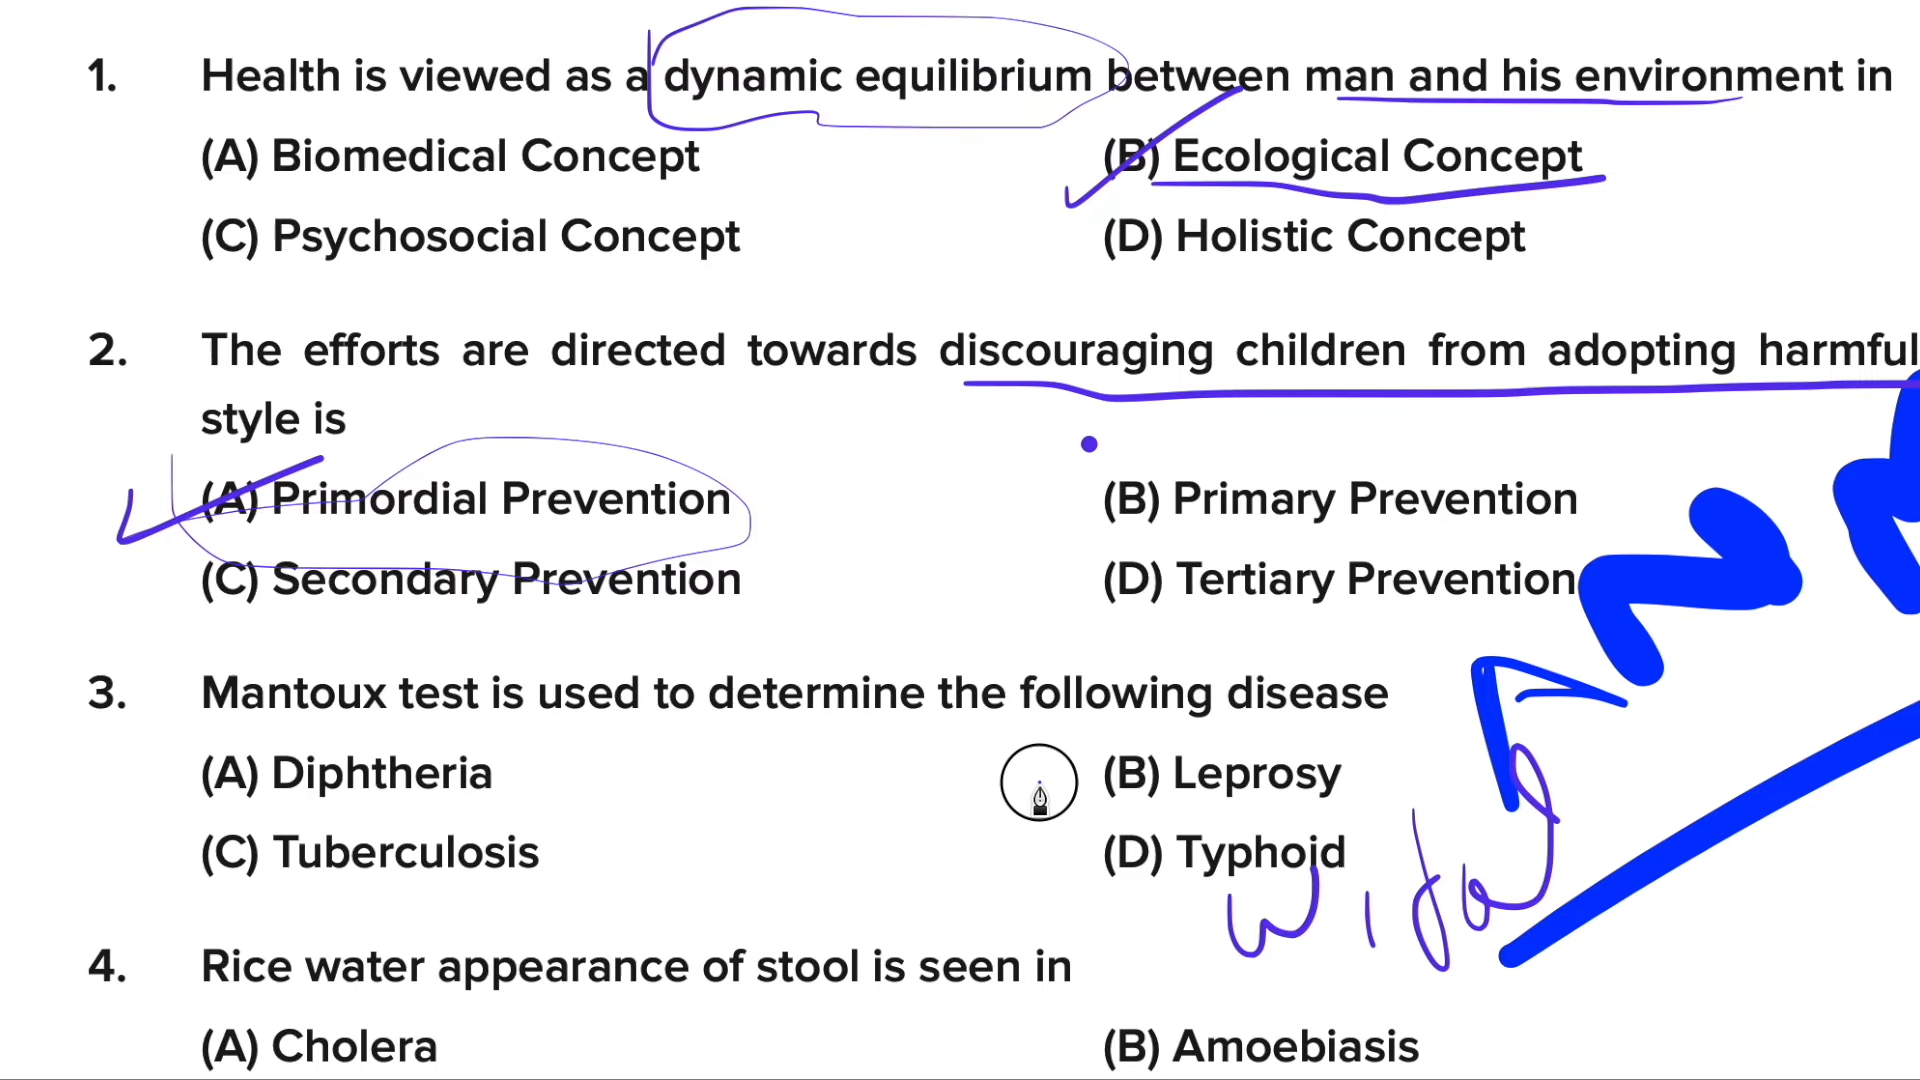 1. Health is viewed as a dynamic equilibrium between man and his environment in
(A) Biomedical Concept (B) Ecological Concept
(C) Psychosocial Concept (D) Holistic Concept
2. The efforts are directed towards discouraging children from adopting harmful
style is
(A) Primordial Prevention (B) Primary Prevention
(C) Secondary Prevention (D) Tertiary Prevention
3. Mantoux test is used to determine the following disease
(A) Diphtheria (B) Leprosy
(C) Tuberculosis (D) Typhoid
4. Rice water appearance of stool is seen in
(A) Cholera (B) Amoebiasis